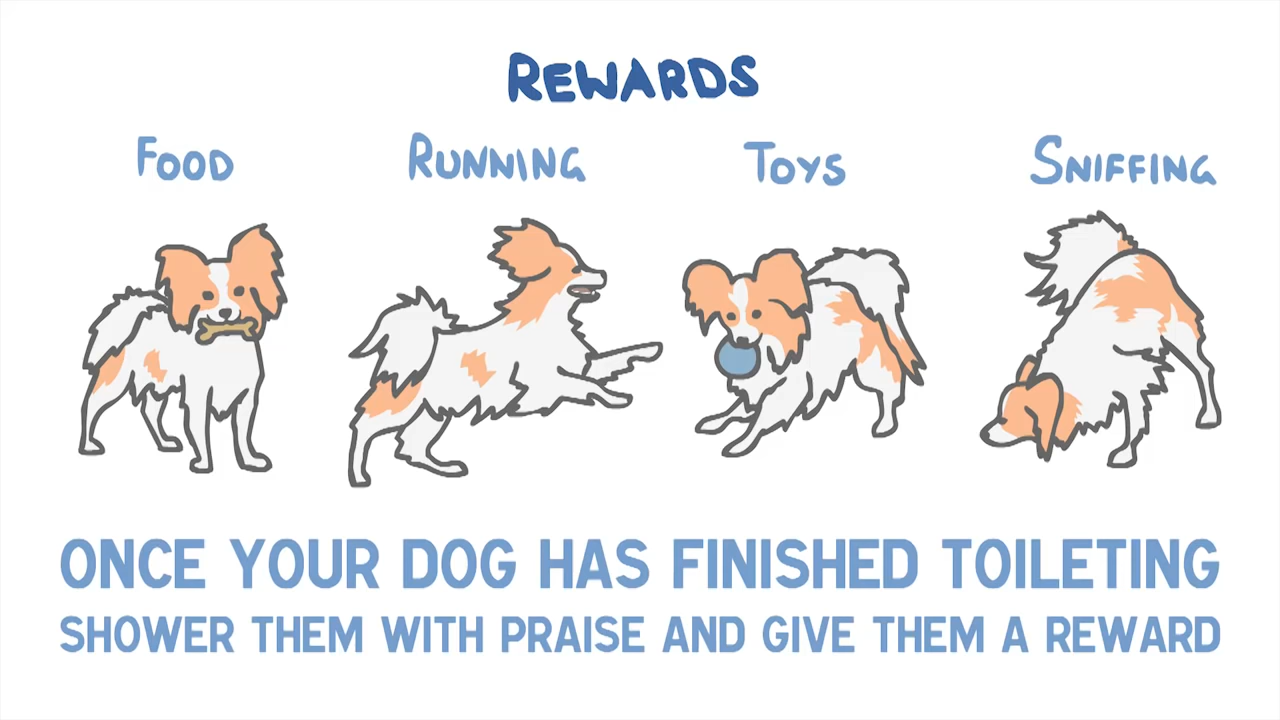 REWARDS
FOOD RUNNING TOYS SNIFFING
ONCE YOUR DOG HAS FINISHED TOILETING
SHOWER THEM WITH PRAISE AND GIVE THEM A REWARD